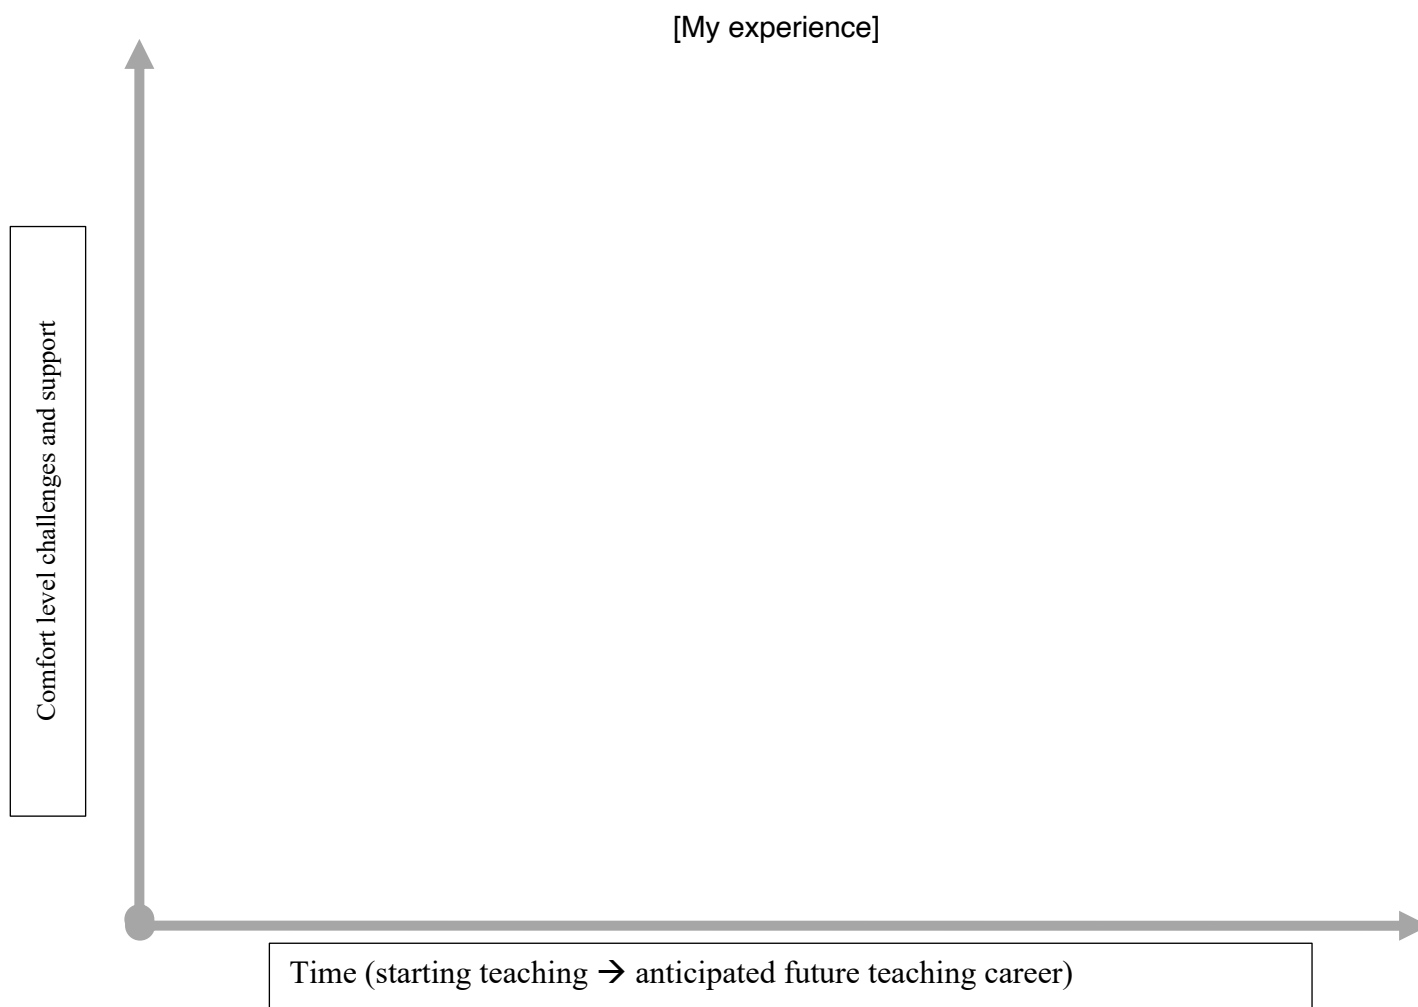 [My experience]
Comfort level challenges and support
Time (starting teaching → anticipated future teaching career)